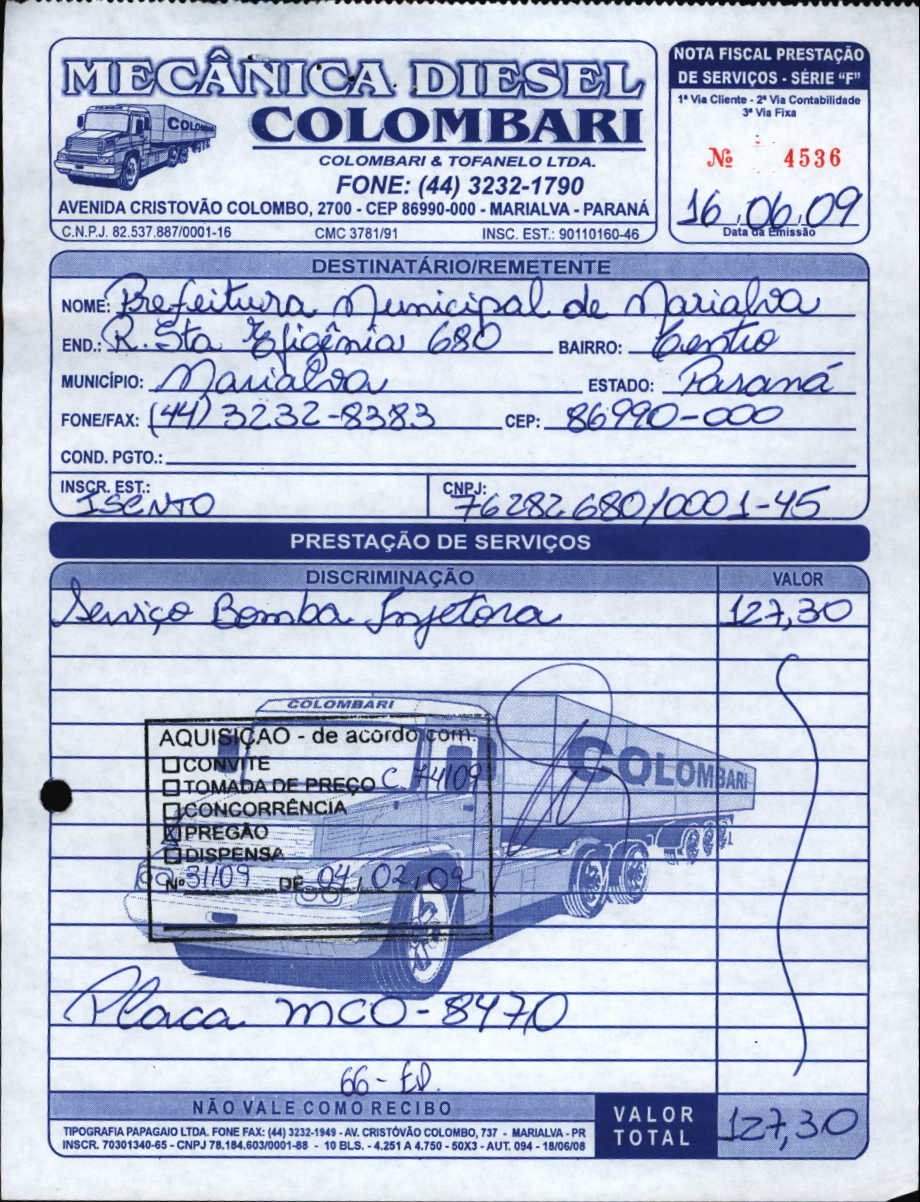 MECÂNICA DIESEL
COLOMBARI
COLOMBARI & TOFANELO LTDA.
FONE: (44) 3232-1790
AVENIDA CRISTOVÃO COLOMBO, 2700 - CEP 86990-000 - MARIALVA - PARANÁ
C.N.P.J. 82.537.887/0001-16 CMC 3781/91 INSC. EST.: 90110160-46
NOTA FISCAL PRESTAÇÃO
DE SERVIÇOS - SÉRIE "F"
1ª Via Cliente - 2ª Via Contabilidade
3ª Via Fixa
Nº 4536
16.06.09
Data da Emissão
DESTINATÁRIO/REMETENTE
NOME: Prefeitura Municipal de Marialva
END.: R. Sta Efigênia 680 BAIRRO: Centro
MUNICÍPIO: Marialva ESTADO: Paraná
FONE/FAX: (44) 3232-8383 CEP: 86990-000
COND. PGTO.:
INSCR. EST.: ISENTO CNPJ: 76282680/0001-45
PRESTAÇÃO DE SERVIÇOS
DISCRIMINAÇÃO VALOR
Serviço Bomba Injetora 127,30
COLOMBARI
COLOMBARI
AQUISIÇAO - de acordo com:
CONVITE
TOMADA DE PREÇO C. 74/09
CONCORRÊNCIA
X PREGÃO
DISPENSA
Nº 31/09 DE 04/02/09
Placa MCO-8470
66 - ED.
NÃO VALE COMO RECIBO
TIPOGRAFIA PAPAGAIO LTDA. FONE FAX: (44) 3232-1949 - AV. CRISTÓVÃO COLOMBO, 737 - MARIALVA - PR
INSCR. 70301340-65 - CNPJ 78.184.603/0001-88 - 10 BLS. - 4.251 A 4.750 - 50X3 - AUT. 094 - 18/06/08
VALOR TOTAL 127,30